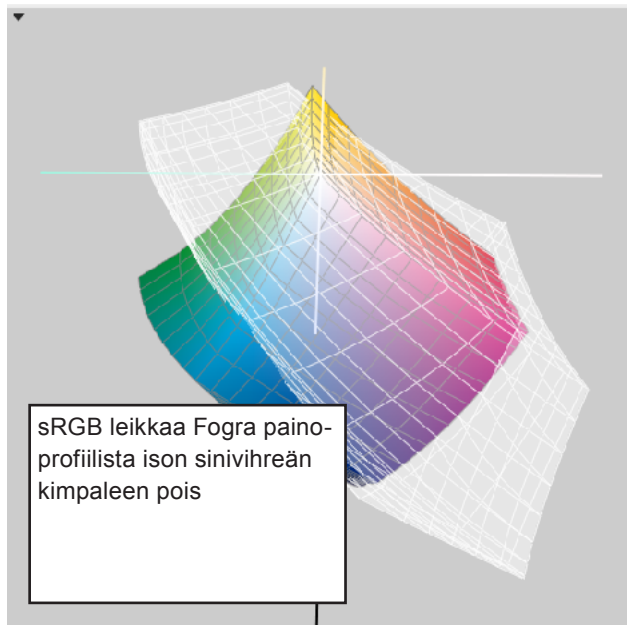 sRGB leikkaa Fogra paino-
profiilista ison sinivihreän
kimpaleen pois